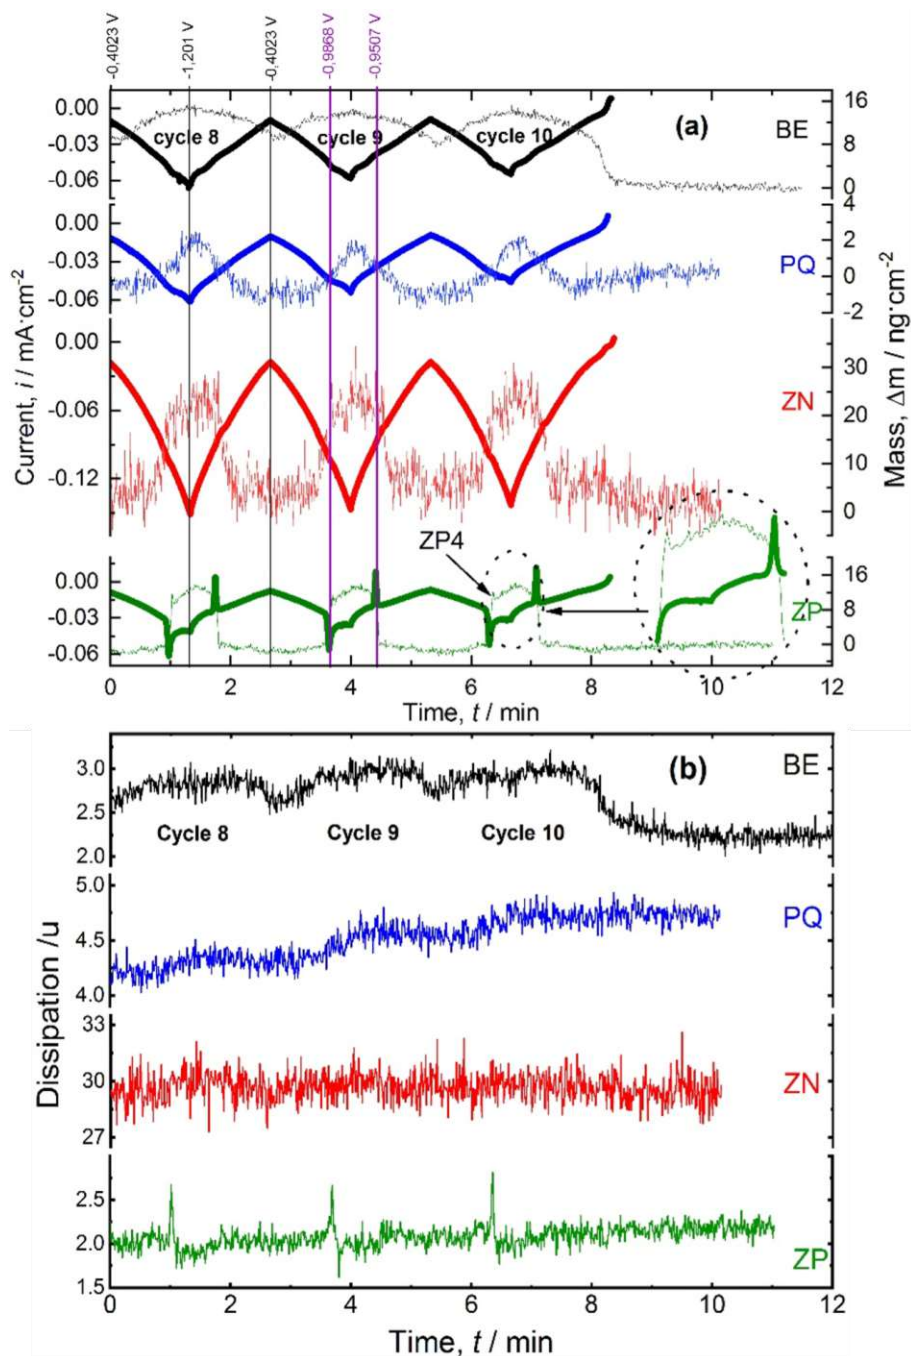 -0,4023 V
-1,201 V
-0,4023 V
-0,9868 V
-0,9507 V
0.00
-0.03
-0.06
cycle 8
cycle 9
cycle 10
(a)
16
12
8
4
0
BE
0.00
-0.03
-0.06
4
2
0
-2
PQ
0.00
-0.06
-0.12
30
20
10
0
ZN
Current, i / mA·cm⁻²
Mass, Δm / ng·cm⁻²
ZP4
0.00
-0.03
-0.06
16
8
0
ZP
0 2 4 6 8 10 12
Time, t / min
3.0
2.5
2.0
Cycle 8
Cycle 9
Cycle 10
(b)
BE
5.0
4.5
4.0
PQ
Dissipation /u
33
30
27
ZN
2.5
2.0
1.5
ZP
0 2 4 6 8 10 12
Time, t / min